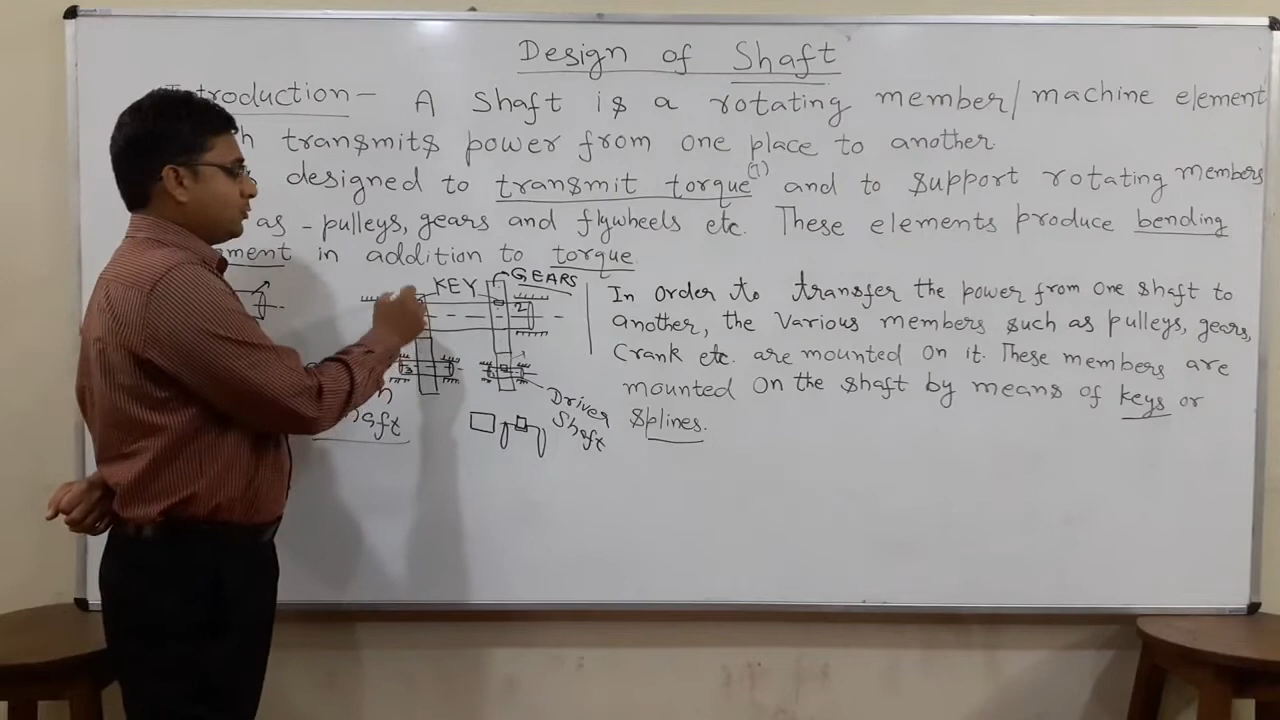 Design of Shaft
Introduction - A Shaft is a rotating member/machine element
transmits power from one place to another.
designed to transmit torque (T) and to support rotating members
as - pulleys, gears and flywheels etc. These elements produce bending
moment in addition to torque.
KEY GEARS
2
3
Driver
Shaft
In order to transfer the power from one shaft to
another, the various members such as pulleys, gears,
Crank etc. are mounted on it. These members are
mounted on the shaft by means of keys or
splines.